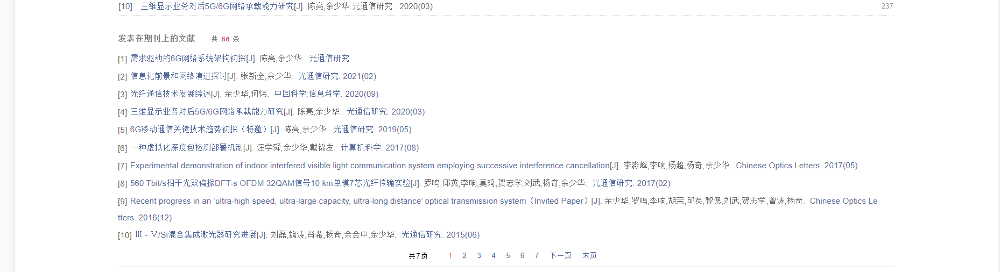 [10] 三维显示业务对后5G/6G网络承载能力研究[J]. 陈亮,余少华.光通信研究 . 2020(03) 237
发表在期刊上的文献 共 66 条
[1] 需求驱动的6G网络系统架构初探[J]. 陈亮,余少华. 光通信研究.
[2] 信息化前景和网络演进探讨[J]. 张新全,余少华. 光通信研究. 2021(02)
[3] 光纤通信技术发展综述[J]. 余少华,何炜. 中国科学:信息科学. 2020(09)
[4] 三维显示业务对后5G/6G网络承载能力研究[J]. 陈亮,余少华. 光通信研究. 2020(03)
[5] 6G移动通信关键技术趋势初探（特邀）[J]. 陈亮,余少华. 光通信研究. 2019(05)
[6] 一种虚拟化深度包检测部署机制[J]. 汪学舜,余少华,戴锦友. 计算机科学. 2017(08)
[7] Experimental demonstration of indoor interfered visible light communication system employing successive interference cancellation[J]. 李淼峰,李响,杨超,杨奇,余少华. Chinese Optics Letters. 2017(05)
[8] 560 Tbit/s相干光双偏振DFT-s OFDM 32QAM信号10 km单模7芯光纤传输实验[J]. 罗鸣,邱英,李响,莫琦,贺志学,刘武,杨奇,余少华. 光通信研究. 2017(02)
[9] Recent progress in an ‘ultra-high speed, ultra-large capacity, ultra-long distance’ optical transmission system（Invited Paper）[J]. 余少华,罗鸣,李响,胡荣,邱英,黎偲,刘武,贺志学,曾涛,杨奇. Chinese Optics Le
tters. 2016(12)
[10] Ⅲ - Ⅴ/Si混合集成激光器研究进展[J]. 刘磊,魏涛,肖希,杨奇,余金中,余少华. 光通信研究. 2015(06)
共7页 1 2 3 4 5 6 7 下一页 末页